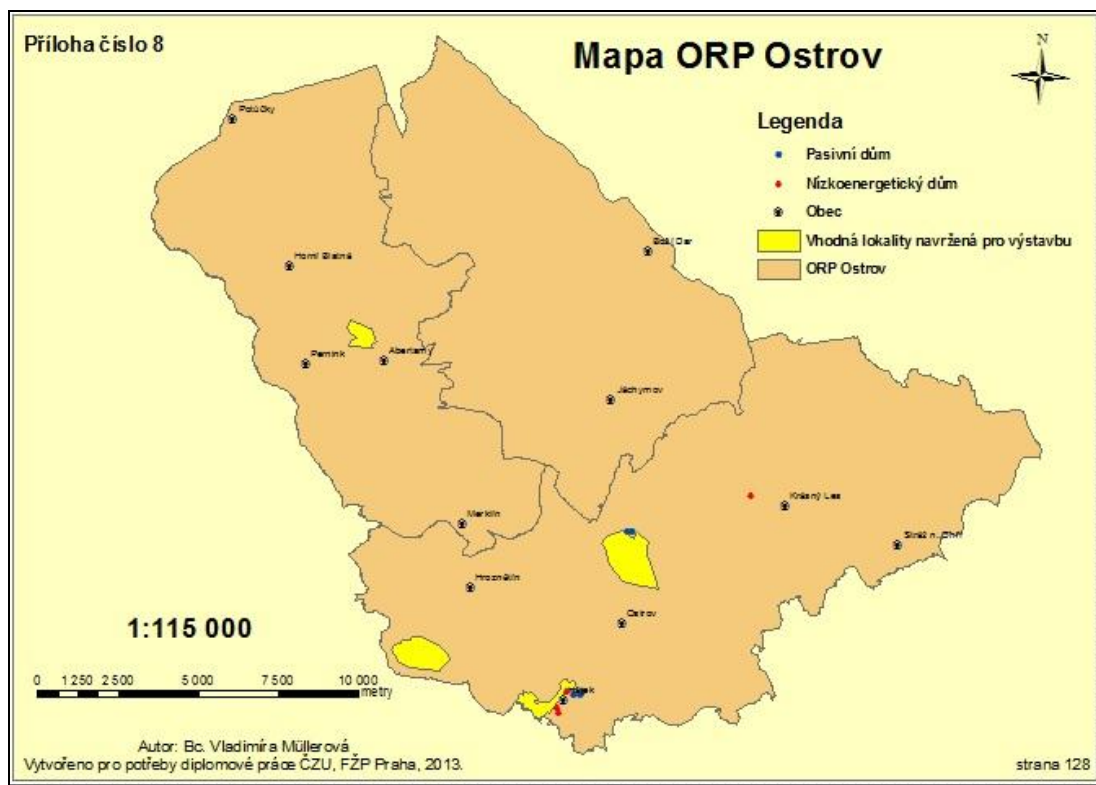 Příloha číslo 8
Mapa ORP Ostrov
N
Legenda
Pasivní dům
Nízkoenergetický dům
Obec
Vhodná lokality navržená pro výstavbu
ORP Ostrov
Potůčky
Boží Dar
Horní Blatná
Pernink
Abertamy
Jáchymov
Krásný Les
Merklín
Stráž n. Ohří
Hroznětín
Ostrov
1:115 000
0 1 250 2 500 5 000 7 500 10 000
metry
Autor: Bc. Vladimíra Müllerová
Vytvořeno pro potřeby diplomové práce ČZU, FŽP Praha, 2013.
strana 128